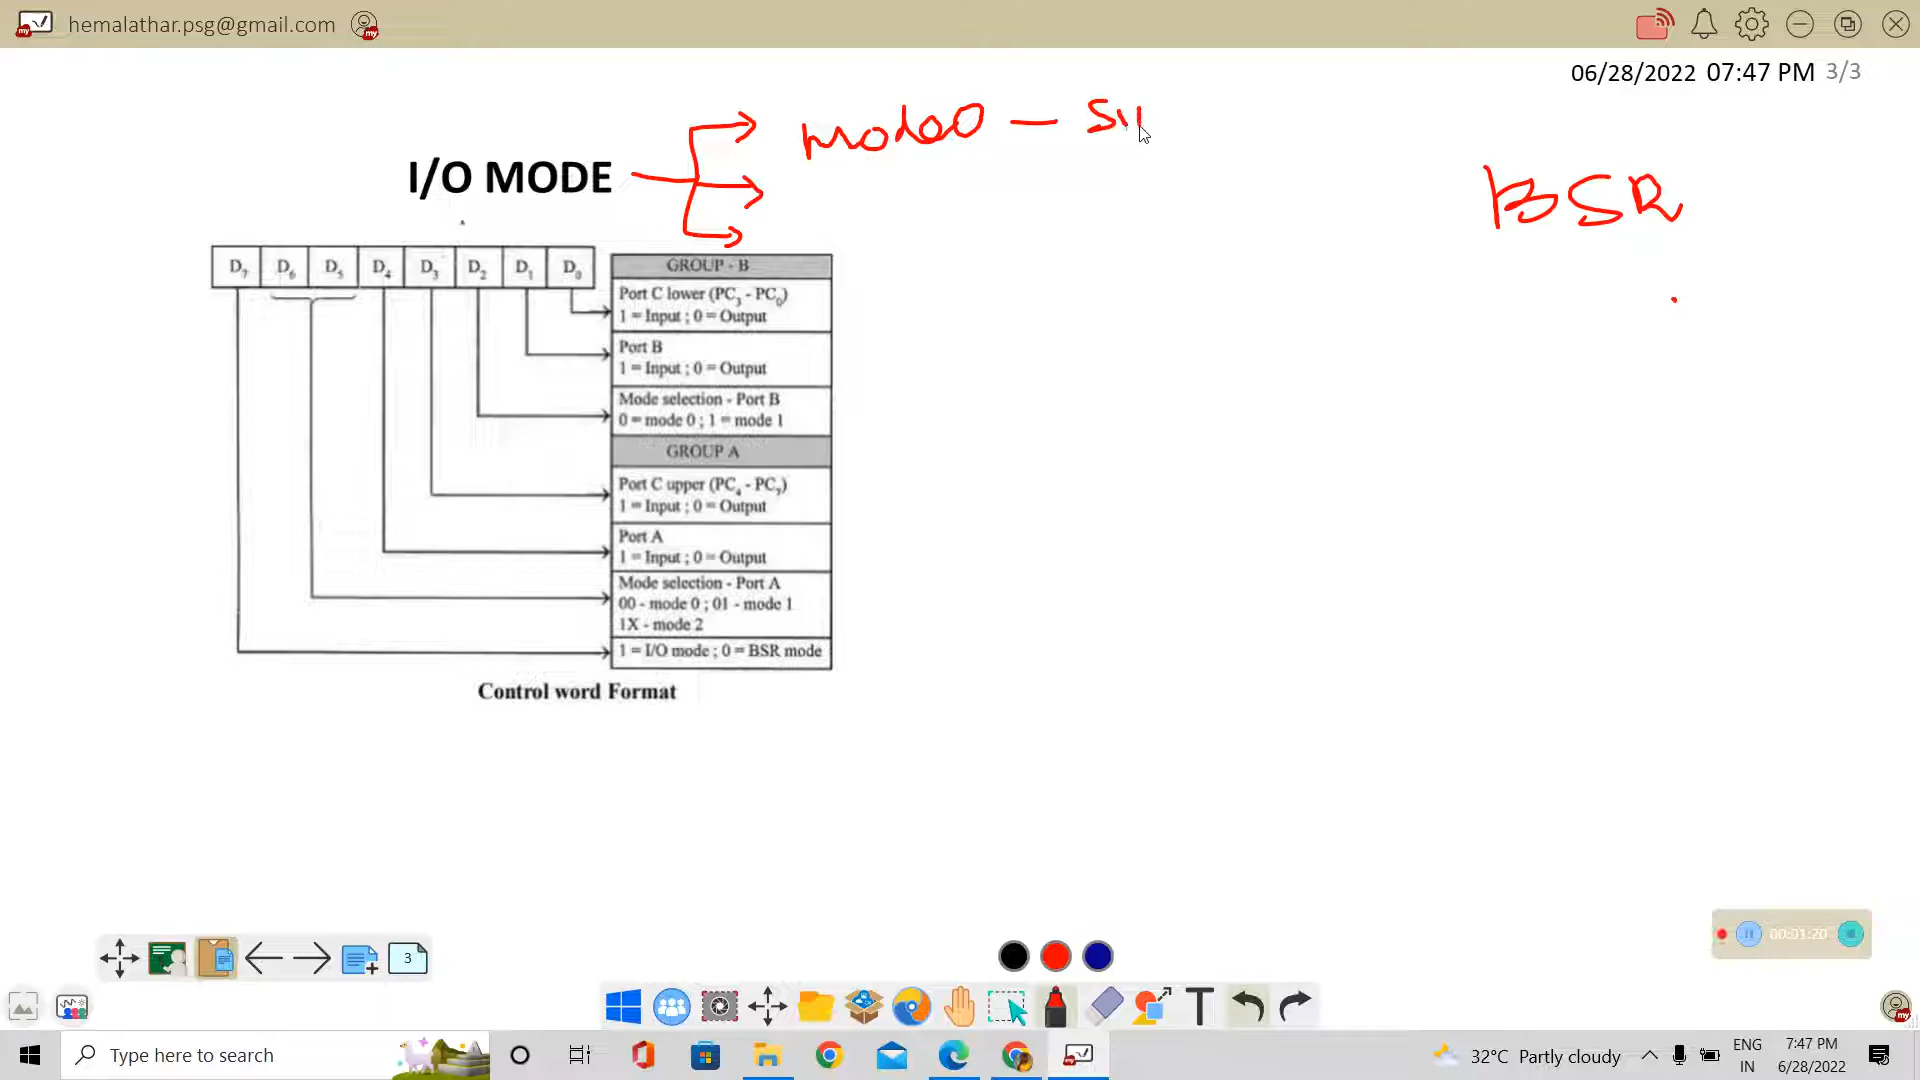 hemalathar.psg@gmail.com
06/28/2022 07:47 PM 3/3
mode0 —
I/O MODE
BSR
D7 D6 D5 D4 D3 D2 D1 D0
GROUP - B
Port C lower (PC3 - PC0)
1 = Input ; 0 = Output
Port B
1 = Input ; 0 = Output
Mode selection - Port B
0 = mode 0 ; 1 = mode 1
GROUP A
Port C upper (PC4 - PC7)
1 = Input ; 0 = Output
Port A
1 = Input ; 0 = Output
Mode selection - Port A
00 - mode 0 ; 01 - mode 1
1X - mode 2
1 = I/O mode ; 0 = BSR mode
Control word Format
00:01:20
3
T
Type here to search
32°C Partly cloudy
ENG
IN
7:47 PM
6/28/2022